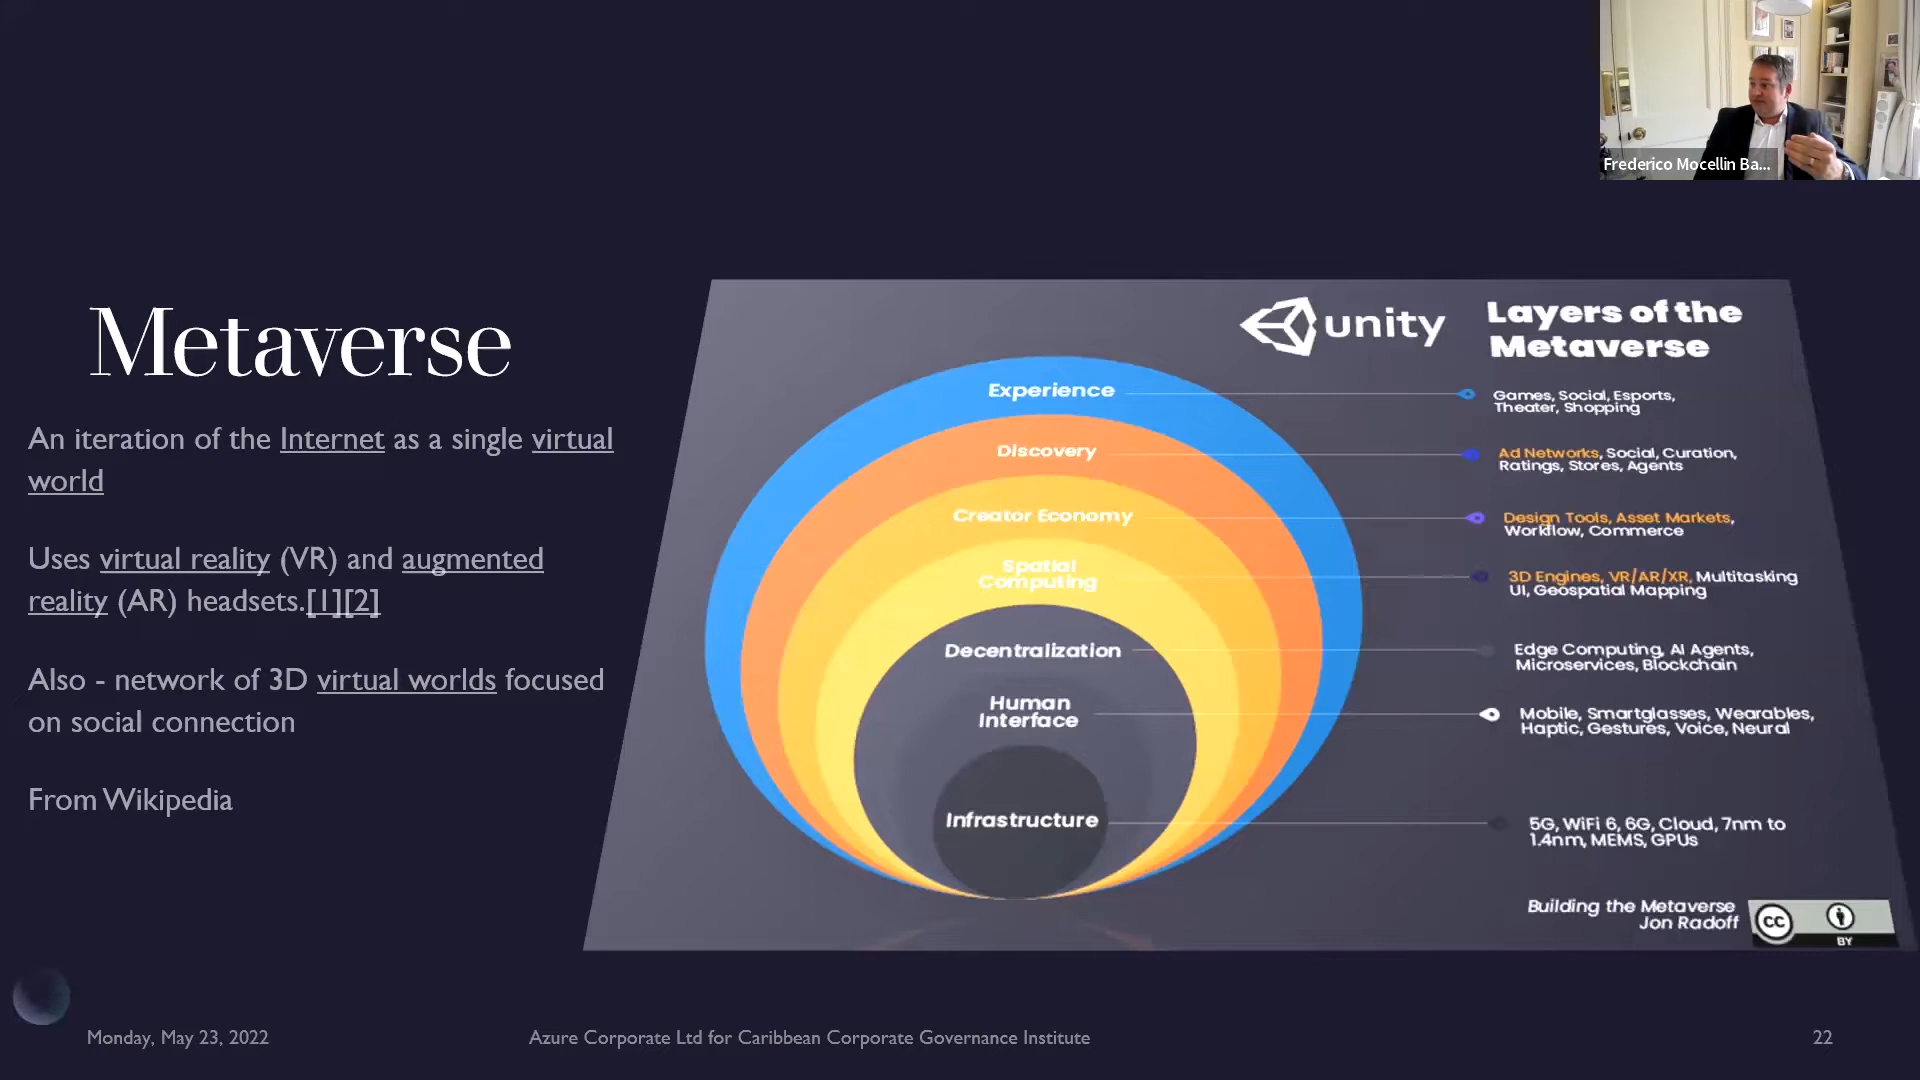 Frederico Mocellin Ba...
Metaverse
An iteration of the Internet as a single virtual
world
Uses virtual reality (VR) and augmented
reality (AR) headsets.[1][2]
Also - network of 3D virtual worlds focused
on social connection
From Wikipedia
unity
Layers of the
Metaverse
Experience
Games, Social, Esports,
Theater, Shopping
Discovery
Ad Networks, Social, Curation,
Ratings, Stores, Agents
Creator Economy
Design Tools, Asset Markets,
Workflow, Commerce
Spatial
Computing
3D Engines, VR/AR/XR, Multitasking
UI, Geospatial Mapping
Decentralization
Edge Computing, AI Agents,
Microservices, Blockchain
Human
Interface
Mobile, Smartglasses, Wearables,
Haptic, Gestures, Voice, Neural
Infrastructure
5G, WiFi 6, 6G, Cloud, 7nm to
1.4nm, MEMS, GPUs
Building the Metaverse
Jon Radoff
CC
BY
Monday, May 23, 2022
Azure Corporate Ltd for Caribbean Corporate Governance Institute
22